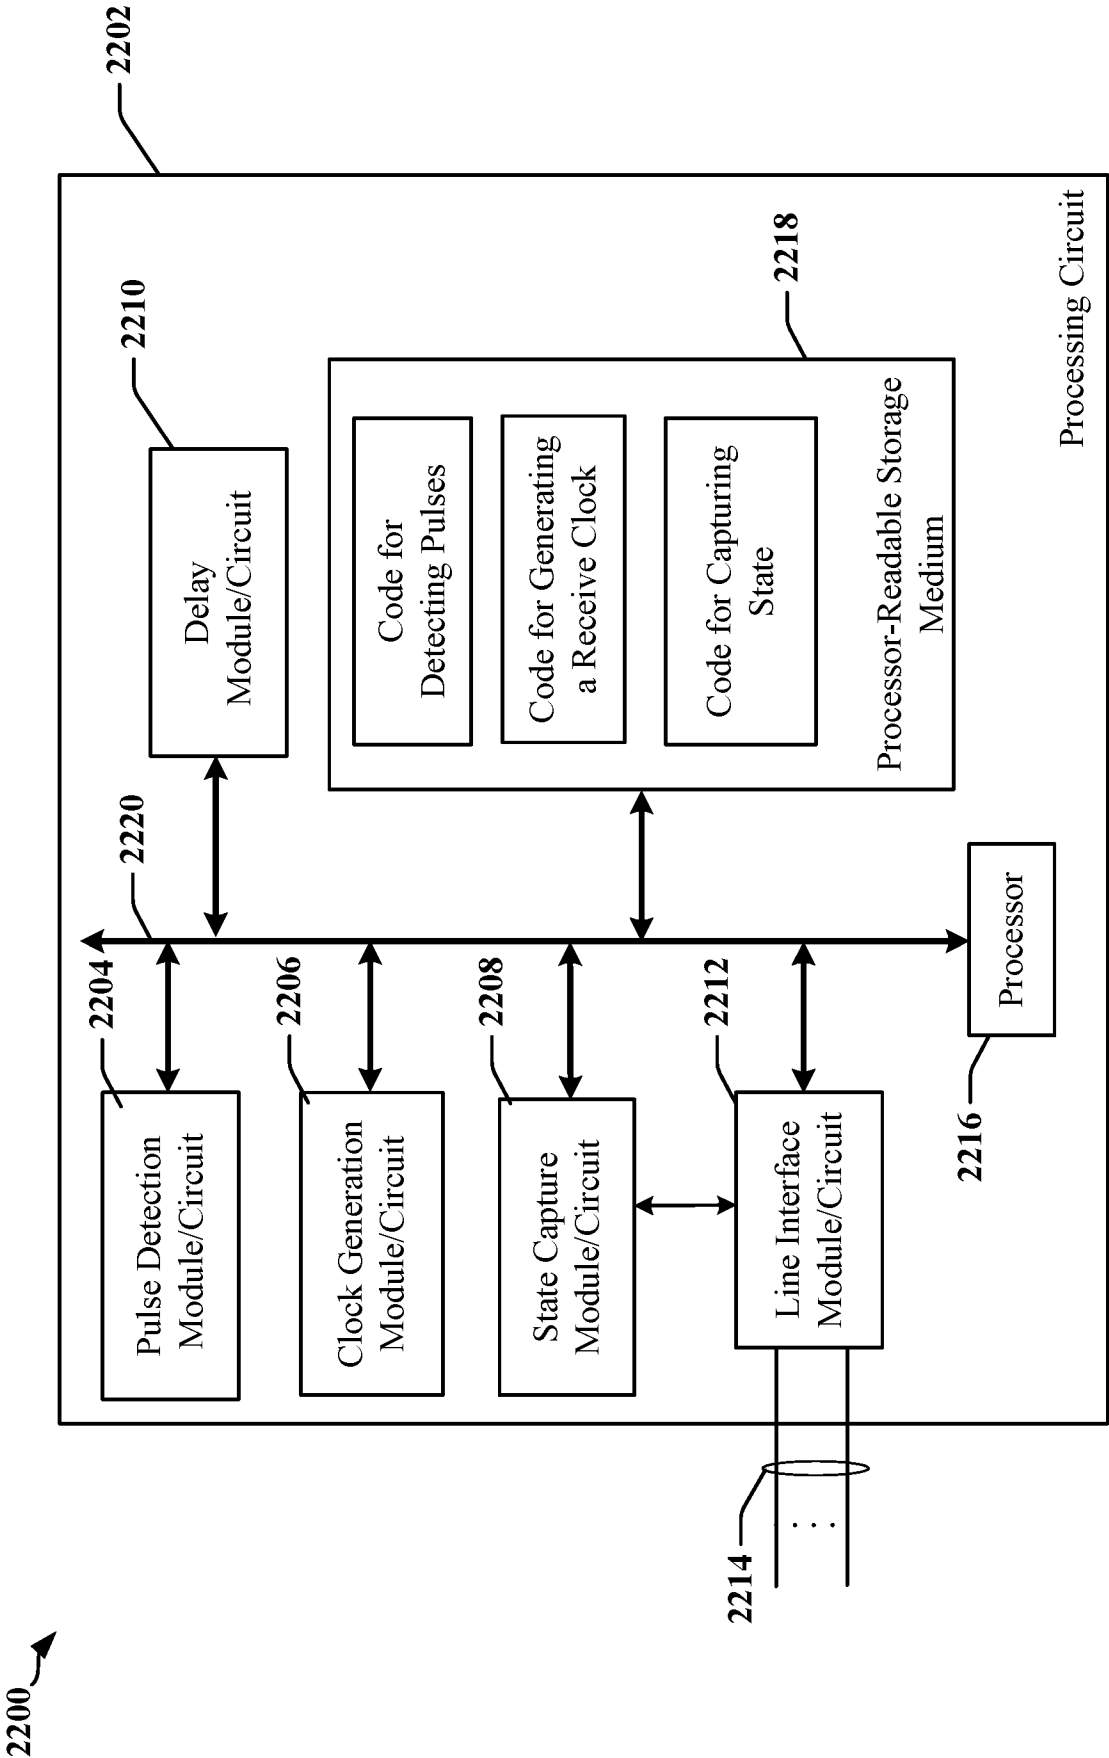 2200
2202
2204
Pulse Detection
Module/Circuit
2220
2210
Delay
Module/Circuit
2206
Clock Generation
Module/Circuit
2208
State Capture
Module/Circuit
2212
Line Interface
Module/Circuit
2214
. . .
2218
Code for
Detecting Pulses
Code for Generating
a Receive Clock
Code for Capturing
State
Processor-Readable Storage
Medium
2216
Processor
Processing Circuit